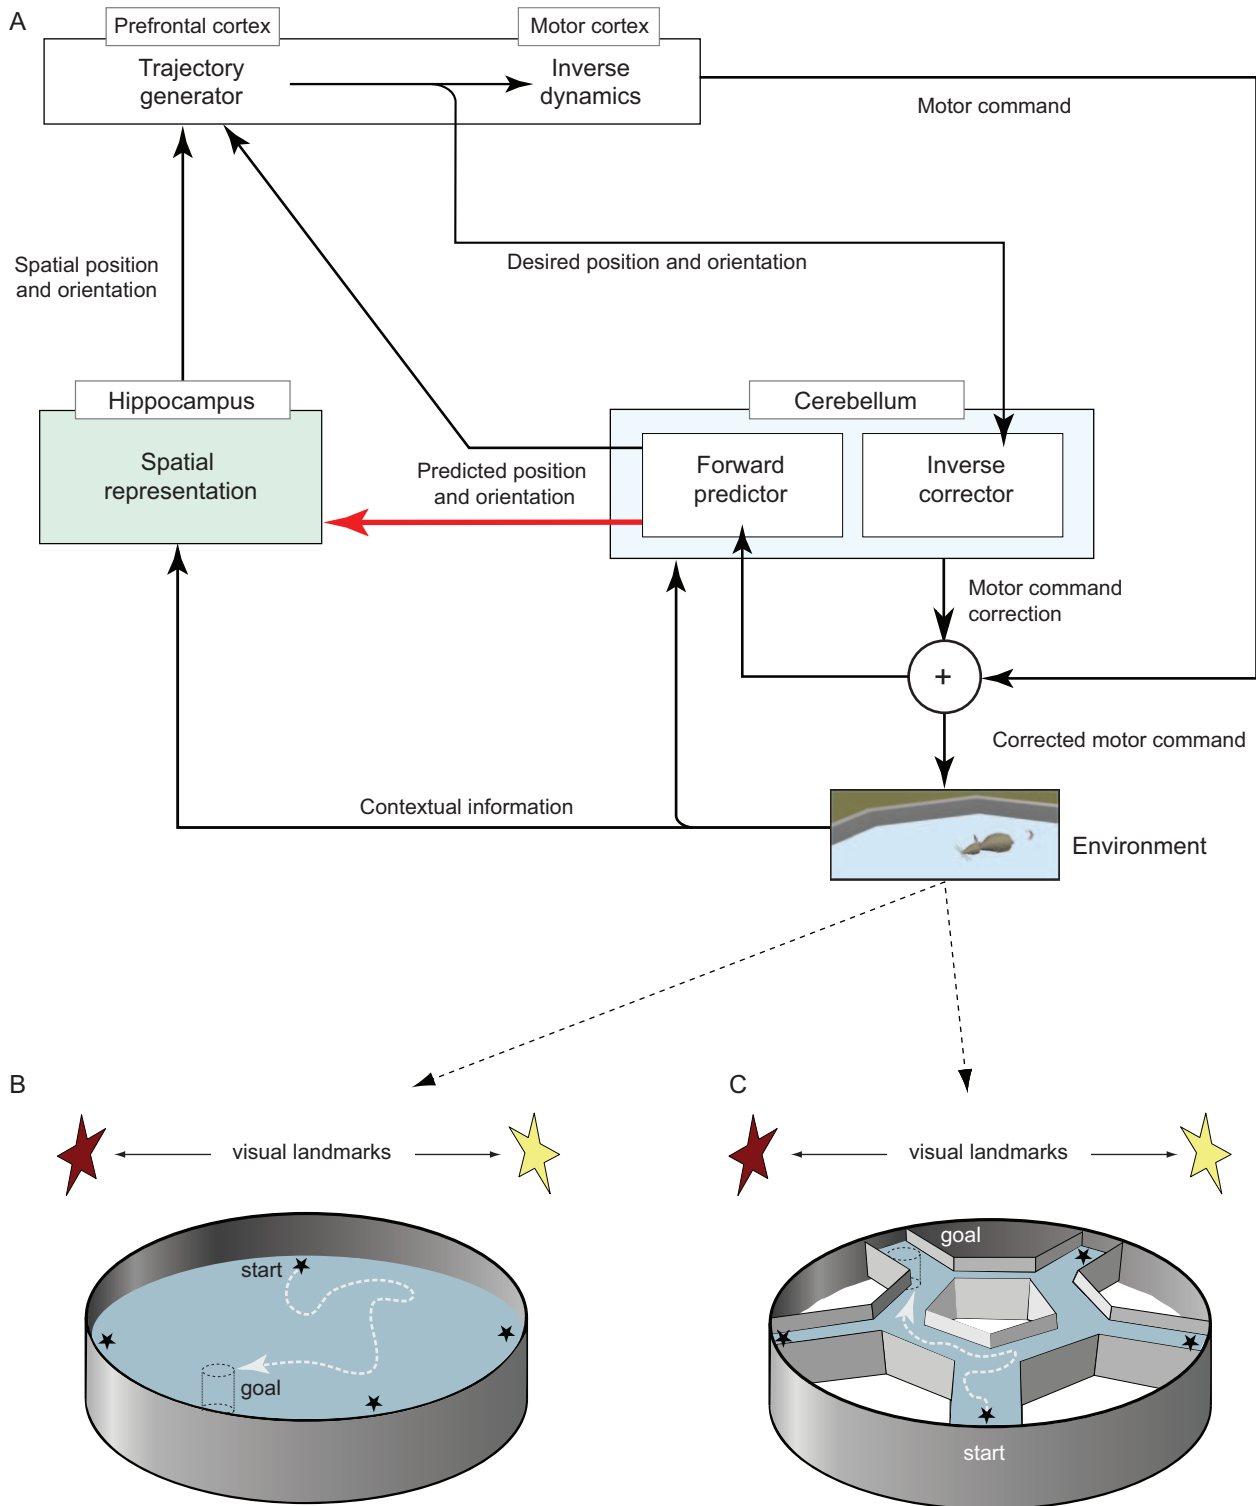 A
Prefrontal cortex
Motor cortex
Trajectory
generator
Inverse
dynamics
Motor command
Spatial position
and orientation
Desired position and orientation
Hippocampus
Cerebellum
Spatial
representation
Predicted position
and orientation
Forward
predictor
Inverse
corrector
Motor command
correction
+
Corrected motor command
Contextual information
Environment
B
visual landmarks
start
goal
C
visual landmarks
goal
start